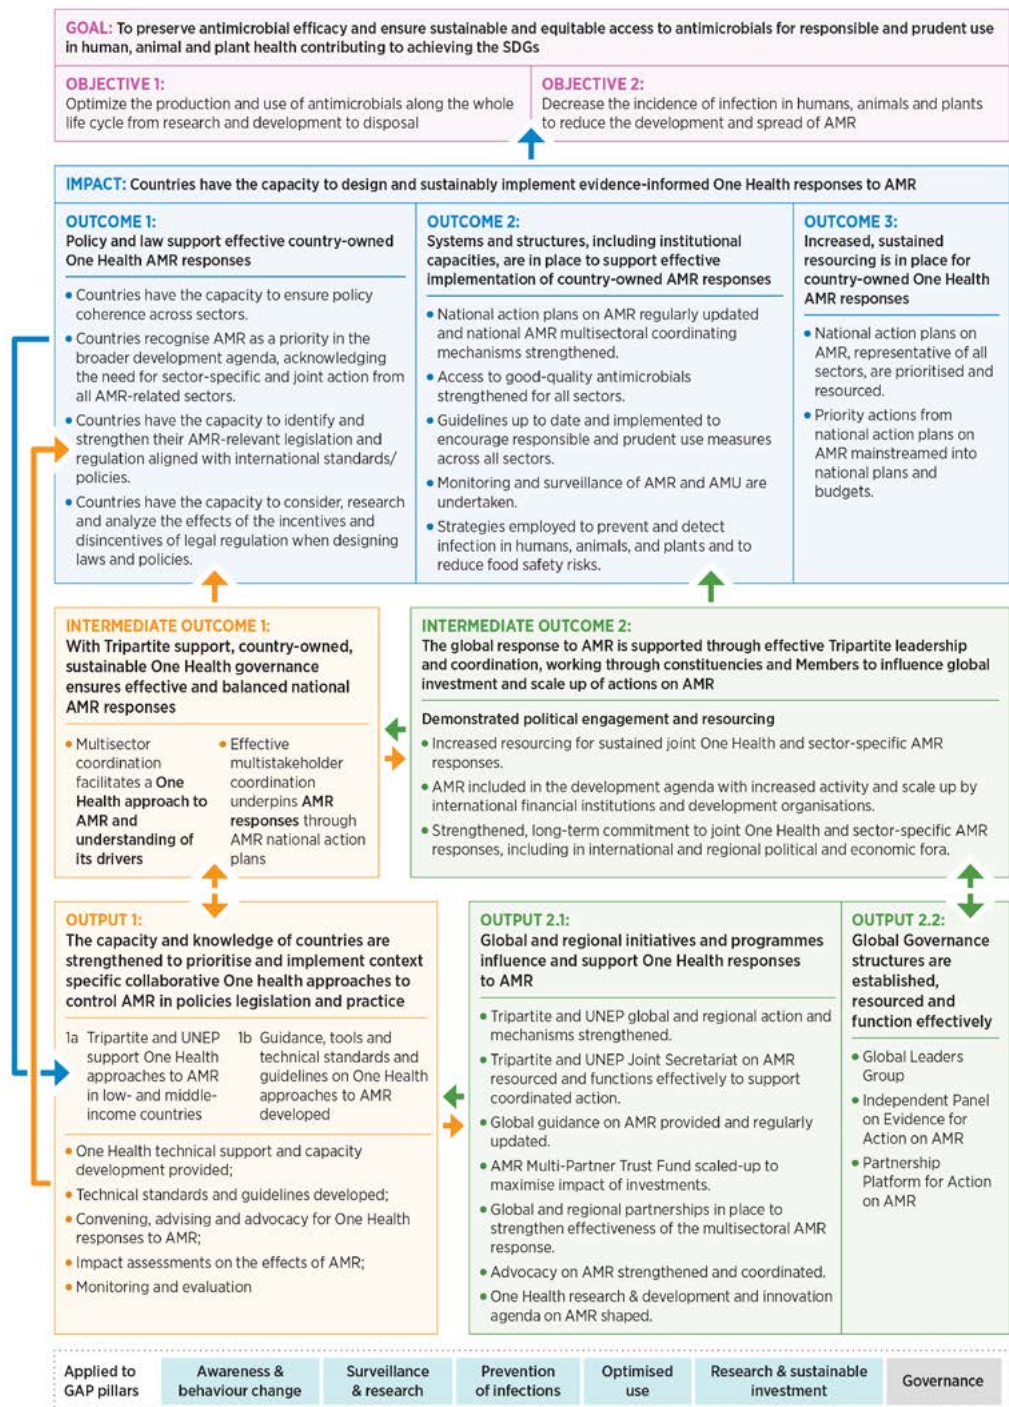 GOAL: To preserve antimicrobial efficacy and ensure sustainable and equitable access to antimicrobials for responsible and prudent use
in human, animal and plant health contributing to achieving the SDGs
OBJECTIVE 1:
Optimize the production and use of antimicrobials along the whole
life cycle from research and development to disposal
OBJECTIVE 2:
Decrease the incidence of infection in humans, animals and plants
to reduce the development and spread of AMR
IMPACT: Countries have the capacity to design and sustainably implement evidence-informed One Health responses to AMR
OUTCOME 1:
Policy and law support effective country-owned
One Health AMR responses
• Countries have the capacity to ensure policy
coherence across sectors.
• Countries recognise AMR as a priority in the
broader development agenda, acknowledging
the need for sector-specific and joint action from
all AMR-related sectors.
• Countries have the capacity to identify and
strengthen their AMR-relevant legislation and
regulation aligned with international standards/
policies.
• Countries have the capacity to consider, research
and analyze the effects of the incentives and
disincentives of legal regulation when designing
laws and policies.
OUTCOME 2:
Systems and structures, including institutional
capacities, are in place to support effective
implementation of country-owned AMR responses
• National action plans on AMR regularly updated
and national AMR multisectoral coordinating
mechanisms strengthened.
• Access to good-quality antimicrobials
strengthened for all sectors.
• Guidelines up to date and implemented to
encourage responsible and prudent use measures
across all sectors.
• Monitoring and surveillance of AMR and AMU are
undertaken.
• Strategies employed to prevent and detect
infection in humans, animals, and plants and to
reduce food safety risks.
OUTCOME 3:
Increased, sustained
resourcing is in place for
country-owned One Health
AMR responses
• National action plans on
AMR, representative of all
sectors, are prioritised and
resourced.
• Priority actions from
national action plans on
AMR mainstreamed into
national plans and
budgets.
INTERMEDIATE OUTCOME 1:
With Tripartite support, country-owned,
sustainable One Health governance
ensures effective and balanced national
AMR responses
• Multisector
coordination
facilitates a One
Health approach to
AMR and
understanding of
its drivers
• Effective
multistakeholder
coordination
underpins AMR
responses through
AMR national action
plans
INTERMEDIATE OUTCOME 2:
The global response to AMR is supported through effective Tripartite leadership
and coordination, working through constituencies and Members to influence global
investment and scale up of actions on AMR
Demonstrated political engagement and resourcing
• Increased resourcing for sustained joint One Health and sector-specific AMR
responses.
• AMR included in the development agenda with increased activity and scale up by
international financial institutions and development organisations.
• Strengthened, long-term commitment to joint One Health and sector-specific AMR
responses, including in international and regional political and economic fora.
OUTPUT 1:
The capacity and knowledge of countries are
strengthened to prioritise and implement context
specific collaborative One health approaches to
control AMR in policies legislation and practice
1a Tripartite and UNEP
support One Health
approaches to AMR
in low- and middle-
income countries
1b Guidance, tools and
technical standards and
guidelines on One Health
approaches to AMR
developed
• One Health technical support and capacity
development provided;
• Technical standards and guidelines developed;
• Convening, advising and advocacy for One Health
responses to AMR;
• Impact assessments on the effects of AMR;
• Monitoring and evaluation
OUTPUT 2.1:
Global and regional initiatives and programmes
influence and support One Health responses
to AMR
• Tripartite and UNEP global and regional action and
mechanisms strengthened.
• Tripartite and UNEP Joint Secretariat on AMR
resourced and functions effectively to support
coordinated action.
• Global guidance on AMR provided and regularly
updated.
• AMR Multi-Partner Trust Fund scaled-up to
maximise impact of investments.
• Global and regional partnerships in place to
strengthen effectiveness of the multisectoral AMR
response.
• Advocacy on AMR strengthened and coordinated.
• One Health research & development and innovation
agenda on AMR shaped.
OUTPUT 2.2:
Global Governance
structures are
established,
resourced and
function effectively
• Global Leaders
Group
• Independent Panel
on Evidence for
Action on AMR
• Partnership
Platform for Action
on AMR
Applied to
GAP pillars
Awareness &
behaviour change
Surveillance
& research
Prevention
of infections
Optimised
use
Research & sustainable
investment
Governance